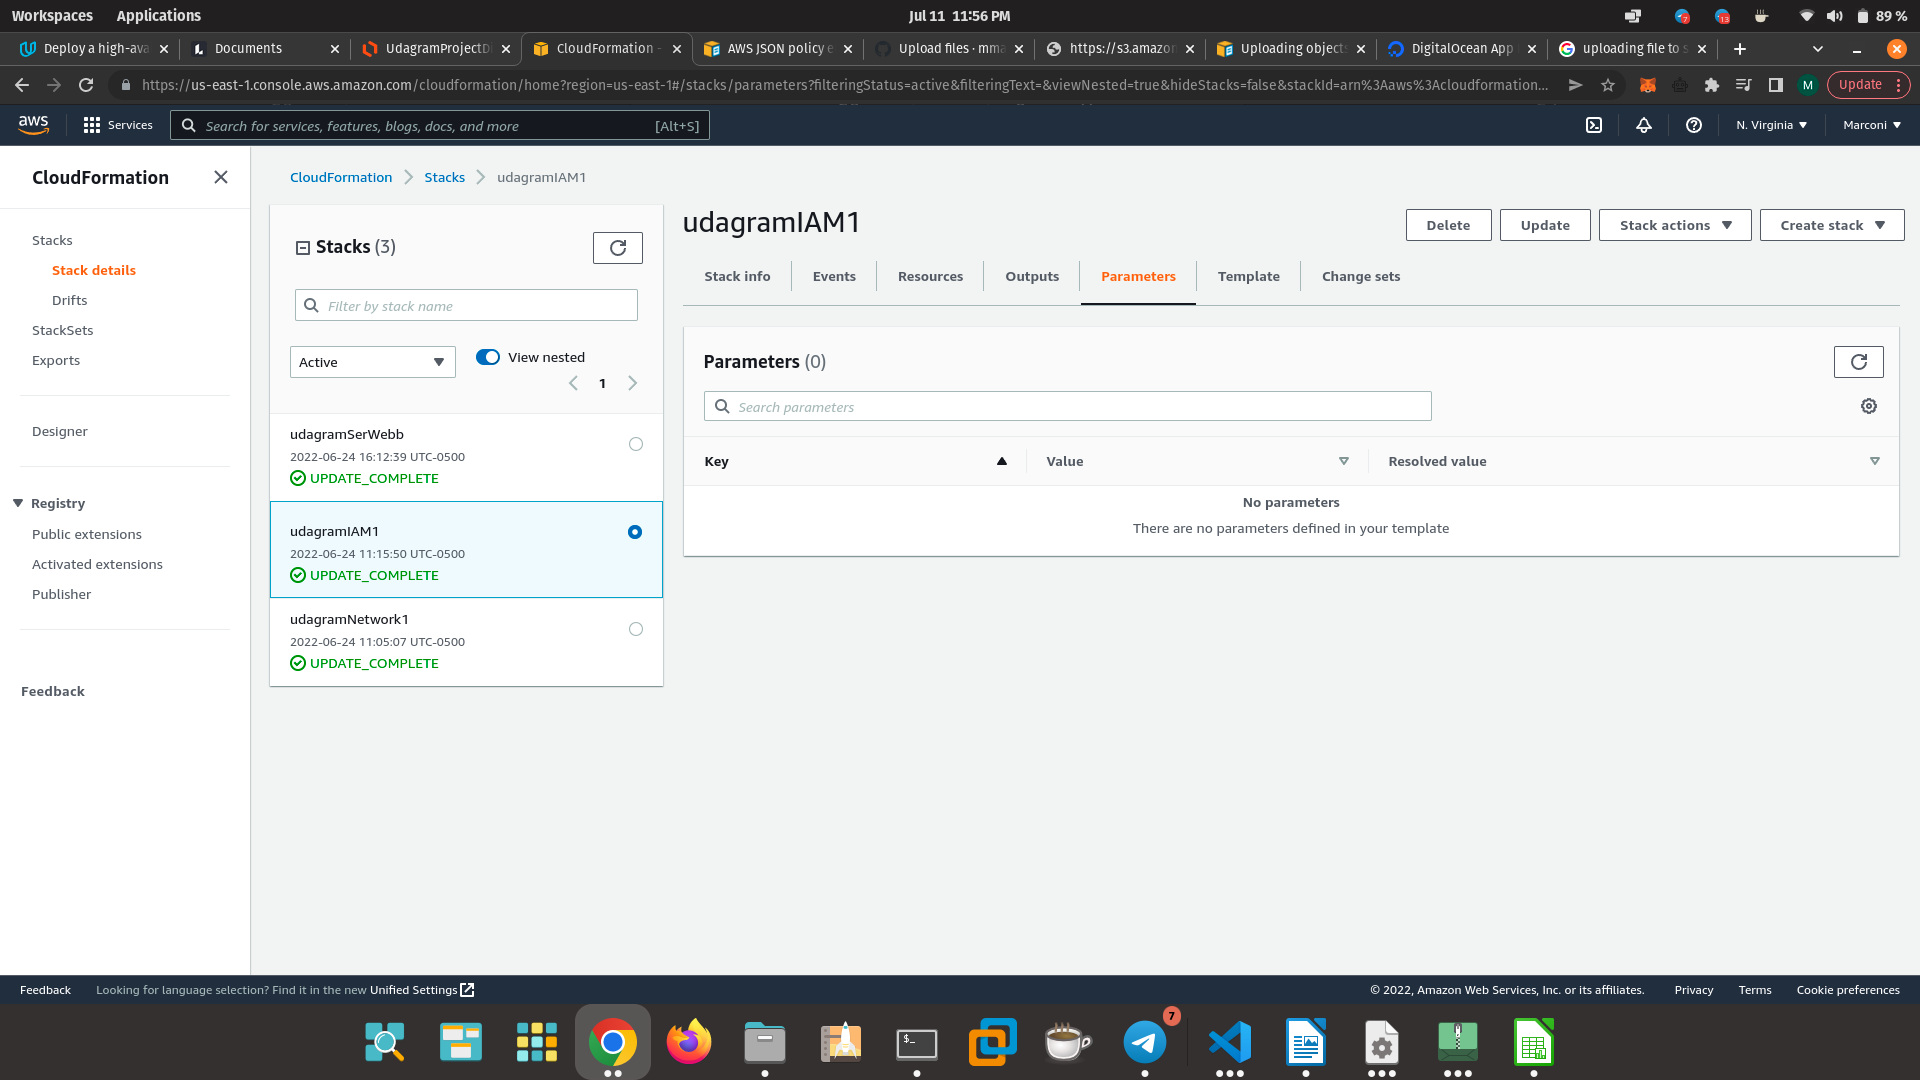 Workspaces Applications Jul 11 11:56 PM 89 %
Deploy a high-ava Documents UdagramProjectDi CloudFormation - AWS JSON policy e Upload files · mma https://s3.amazon Uploading objects DigitalOcean App uploading file to s
https://us-east-1.console.aws.amazon.com/cloudformation/home?region=us-east-1#/stacks/parameters?filteringStatus=active&filteringText=&viewNested=true&hideStacks=false&stackId=arn%3Aaws%3Acloudformation... M Update
aws Services Search for services, features, blogs, docs, and more [Alt+S] N. Virginia Marconi
CloudFormation
Stacks
Stack details
Drifts
StackSets
Exports
Designer
Registry
Public extensions
Activated extensions
Publisher
Feedback
CloudFormation Stacks udagramIAM1
Stacks (3)
Filter by stack name
Active View nested
1
udagramSerWebb
2022-06-24 16:12:39 UTC-0500
UPDATE_COMPLETE
udagramIAM1
2022-06-24 11:15:50 UTC-0500
UPDATE_COMPLETE
udagramNetwork1
2022-06-24 11:05:07 UTC-0500
UPDATE_COMPLETE
udagramIAM1
Delete Update Stack actions Create stack
Stack info Events Resources Outputs Parameters Template Change sets
Parameters (0)
Search parameters
Key Value Resolved value
No parameters
There are no parameters defined in your template
Feedback Looking for language selection? Find it in the new Unified Settings © 2022, Amazon Web Services, Inc. or its affiliates. Privacy Terms Cookie preferences
$_
7